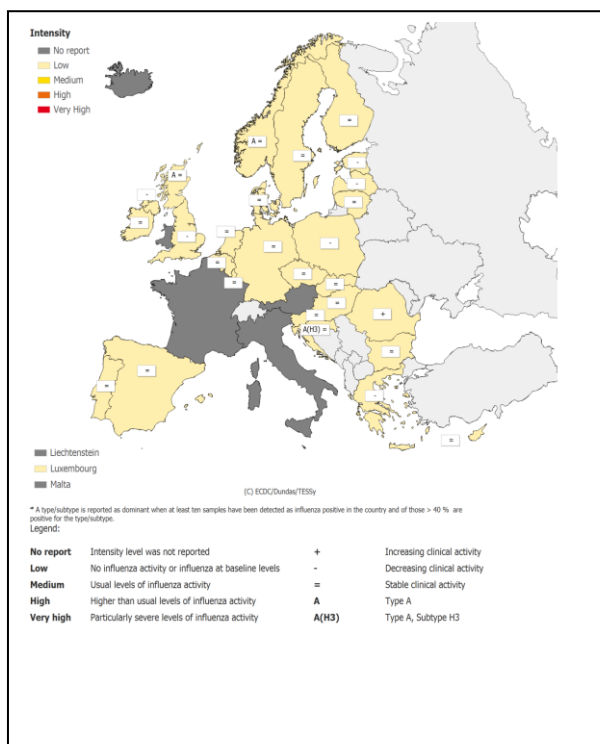 Intensity
No report
Low
Medium
High
Very High
=
A =
=
-
-
=
A =
-
=
=
-
=
=
=
-
=
=
=
=
=
=
+
A(H3) =
=
=
=
-
=
=
Liechtenstein
Luxembourg
Malta
(C) ECDC/Dundas/TESSy
* A type/subtype is reported as dominant when at least ten samples have been detected as influenza positive in the country and of those > 40 % are
positive for the type/subtype.
Legend:
No report Intensity level was not reported + Increasing clinical activity
Low No influenza activity or influenza at baseline levels - Decreasing clinical activity
Medium Usual levels of influenza activity = Stable clinical activity
High Higher than usual levels of influenza activity A Type A
Very high Particularly severe levels of influenza activity A(H3) Type A, Subtype H3